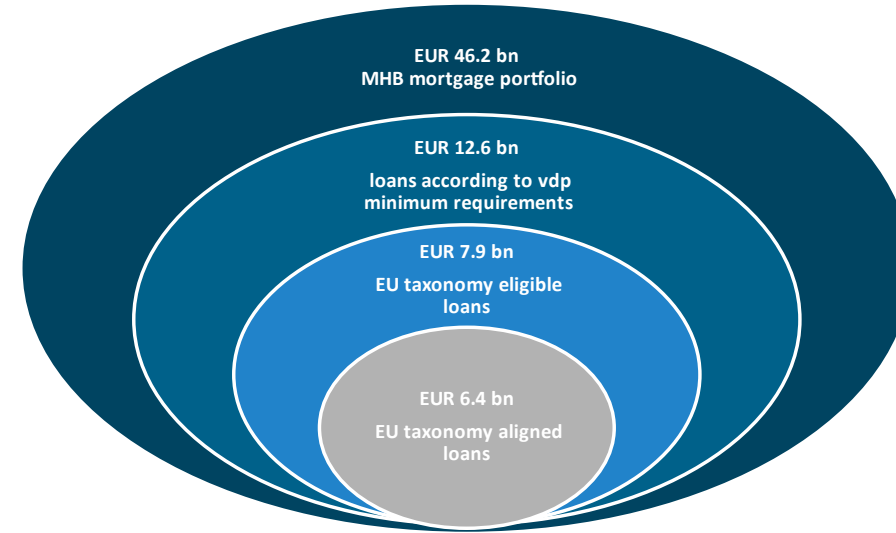 EUR 46.2 bn
MHB mortgage portfolio
EUR 12.6 bn
loans according to vdp
minimum requirements
EUR 7.9 bn
EU taxonomy eligible
loans
EUR 6.4 bn
EU taxonomy aligned
loans